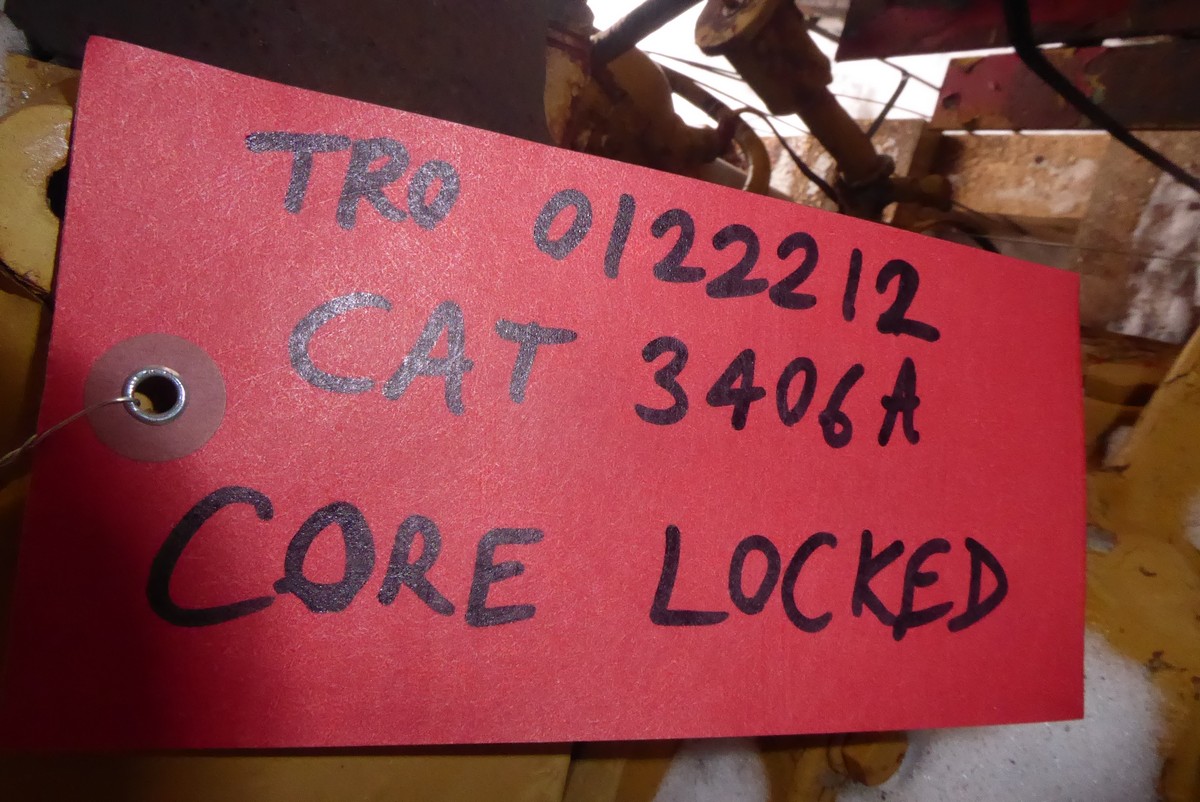 TRO 0122212
CAT 3406A
CORE LOCKED